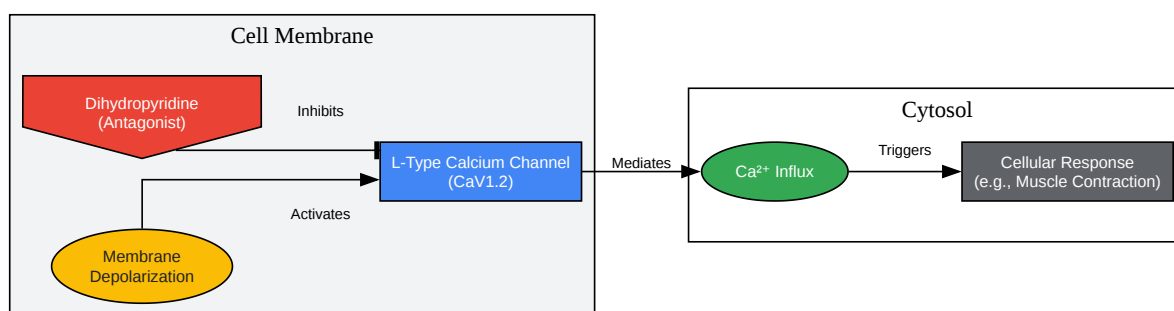 Cell Membrane
Dihydropyridine
(Antagonist)
Inhibits
L-Type Calcium Channel
(CaV1.2)
Activates
Membrane
Depolarization
Mediates
Cytosol
Ca²⁺ Influx
Triggers
Cellular Response
(e.g., Muscle Contraction)